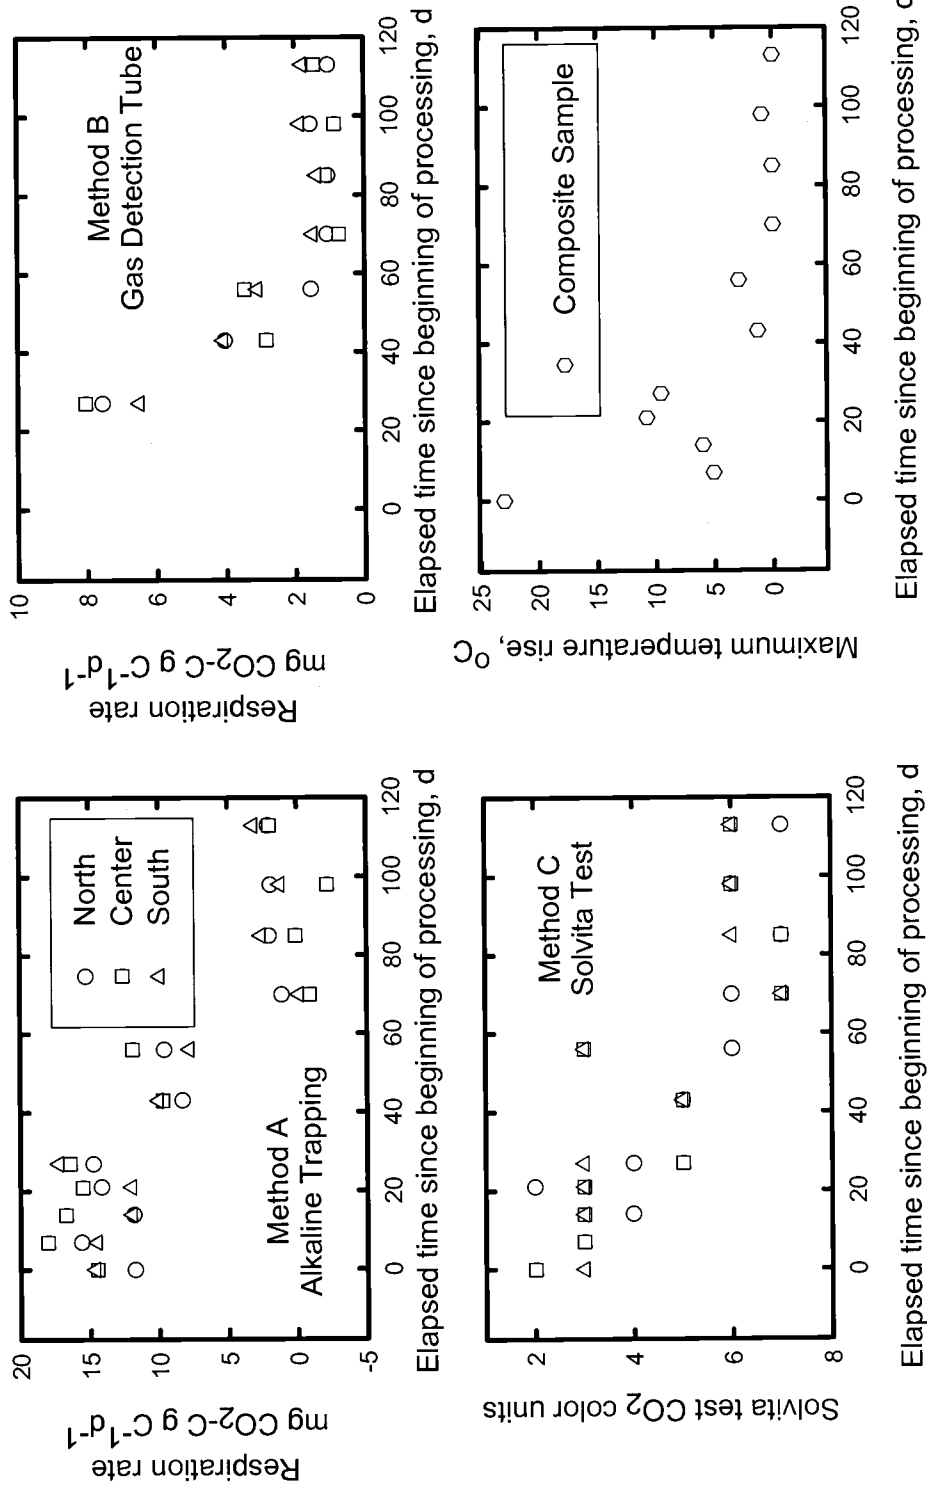 Respiration rate
mg CO₂-C g C⁻¹d⁻¹
20
15
10
5
0
-5
North
Center
South
Method A
Alkaline Trapping
0
20
40
60
80
100
120
Elapsed time since beginning of processing, d
Respiration rate
mg CO₂-C g C⁻¹d⁻¹
10
8
6
4
2
0
Method B
Gas Detection Tube
0
20
40
60
80
100
120
Elapsed time since beginning of processing, d
Solvita test CO₂ color units
2
4
6
8
Method C
Solvita Test
0
20
40
60
80
100
120
Elapsed time since beginning of processing, d
Maximum temperature rise, °C
25
20
15
10
5
0
Composite Sample
0
20
40
60
80
100
120
Elapsed time since beginning of processing,